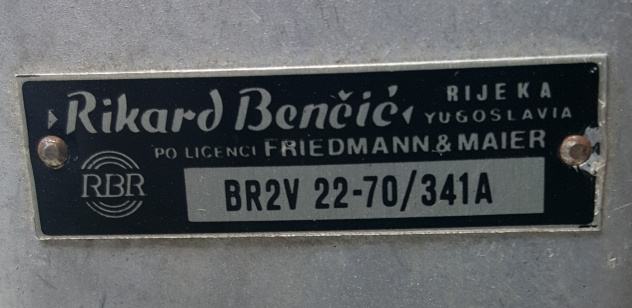 Rikard Benčić RIJEKA
YUGOSLAVIA
PO LICENCI FRIEDMANN & MAIER
RBR
BR2V 22-70/341A